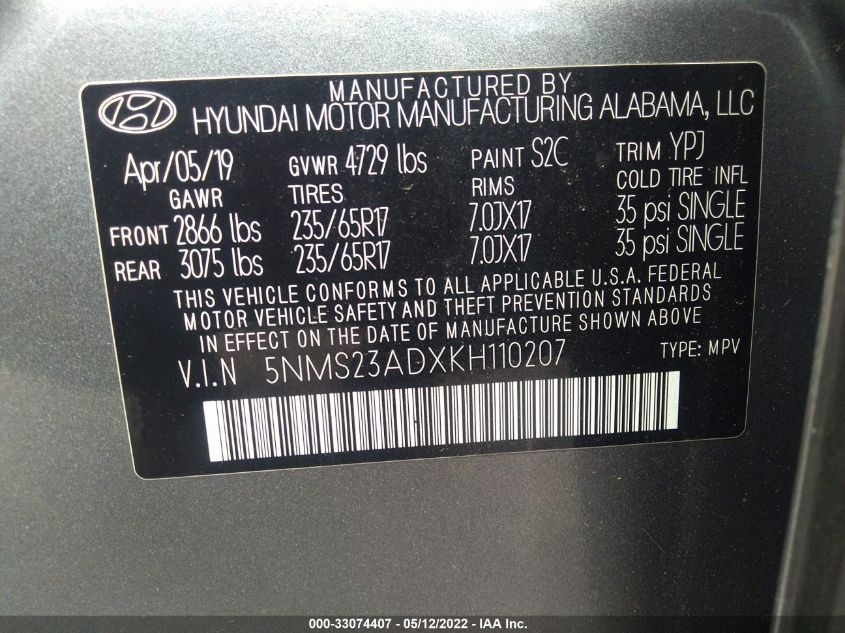 MANUFACTURED BY
HYUNDAI MOTOR MANUFACTURING ALABAMA, LLC
Apr/05/19 GVWR 4729 lbs PAINT S2C TRIM YPJ
GAWR TIRES RIMS COLD TIRE INFL
FRONT 2866 lbs 235/65R17 7.0JX17 35 psi SINGLE
REAR 3075 lbs 235/65R17 7.0JX17 35 psi SINGLE
THIS VEHICLE CONFORMS TO ALL APPLICABLE U.S.A. FEDERAL
MOTOR VEHICLE SAFETY AND THEFT PREVENTION STANDARDS
IN EFFECT ON THE DATE OF MANUFACTURE SHOWN ABOVE
V.I.N 5NMS23ADXKH110207 TYPE: MPV
000-33074407 - 05/12/2022 - IAA Inc.